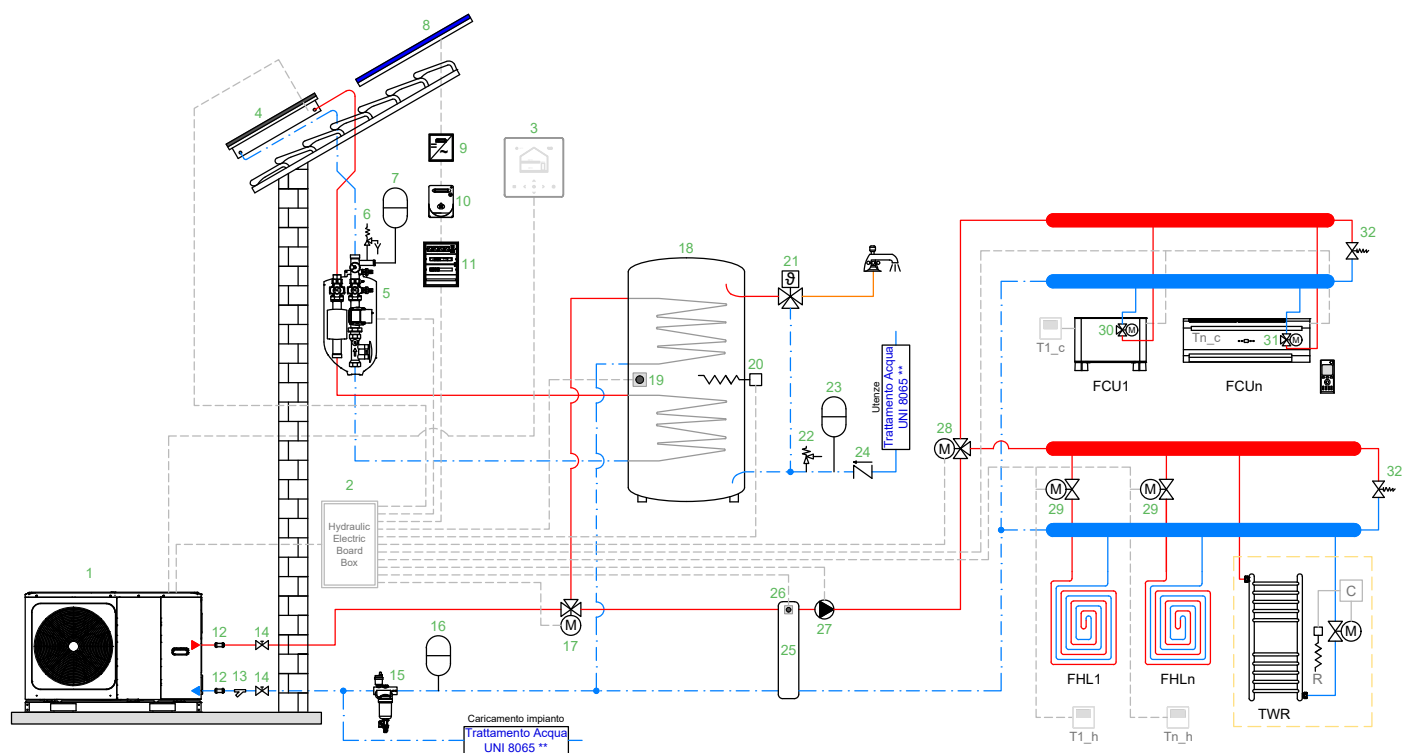 8
4
3
9
7
6
10
32
18
21
11
5
30
M
T1_c
Tn_c
31
M
19
20
FCU1
FCUn
Utenze
Trattamento Acqua
UNI 8065 **
23
28
22
24
M
32
2
M
M
29
29
Hydraulic
Electric
Board
Box
1
C
26
27
M
12
14
M
17
16
25
R
12
13
14
15
FHL1
FHLn
TWR
Caricamento impianto
Trattamento Acqua
UNI 8065 **
T1_h
Tn_h